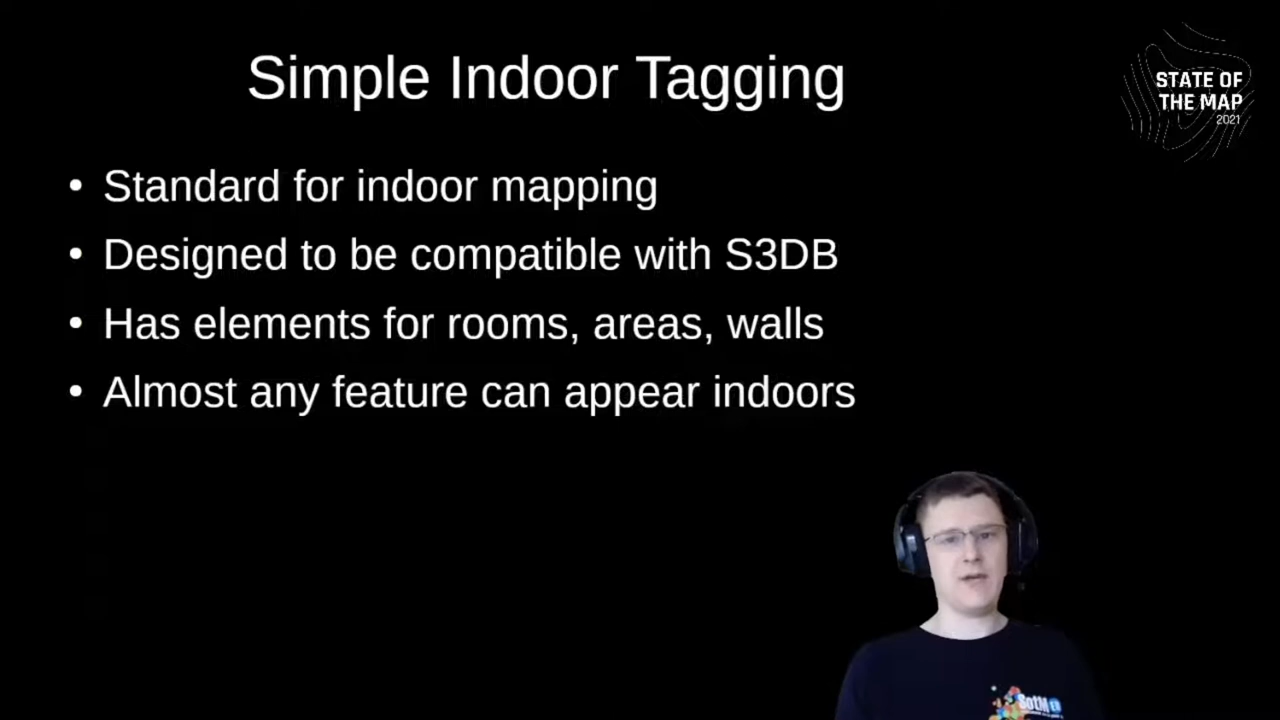 Simple Indoor Tagging
STATE OF
THE MAP
2021
• Standard for indoor mapping
• Designed to be compatible with S3DB
• Has elements for rooms, areas, walls
• Almost any feature can appear indoors
SotM